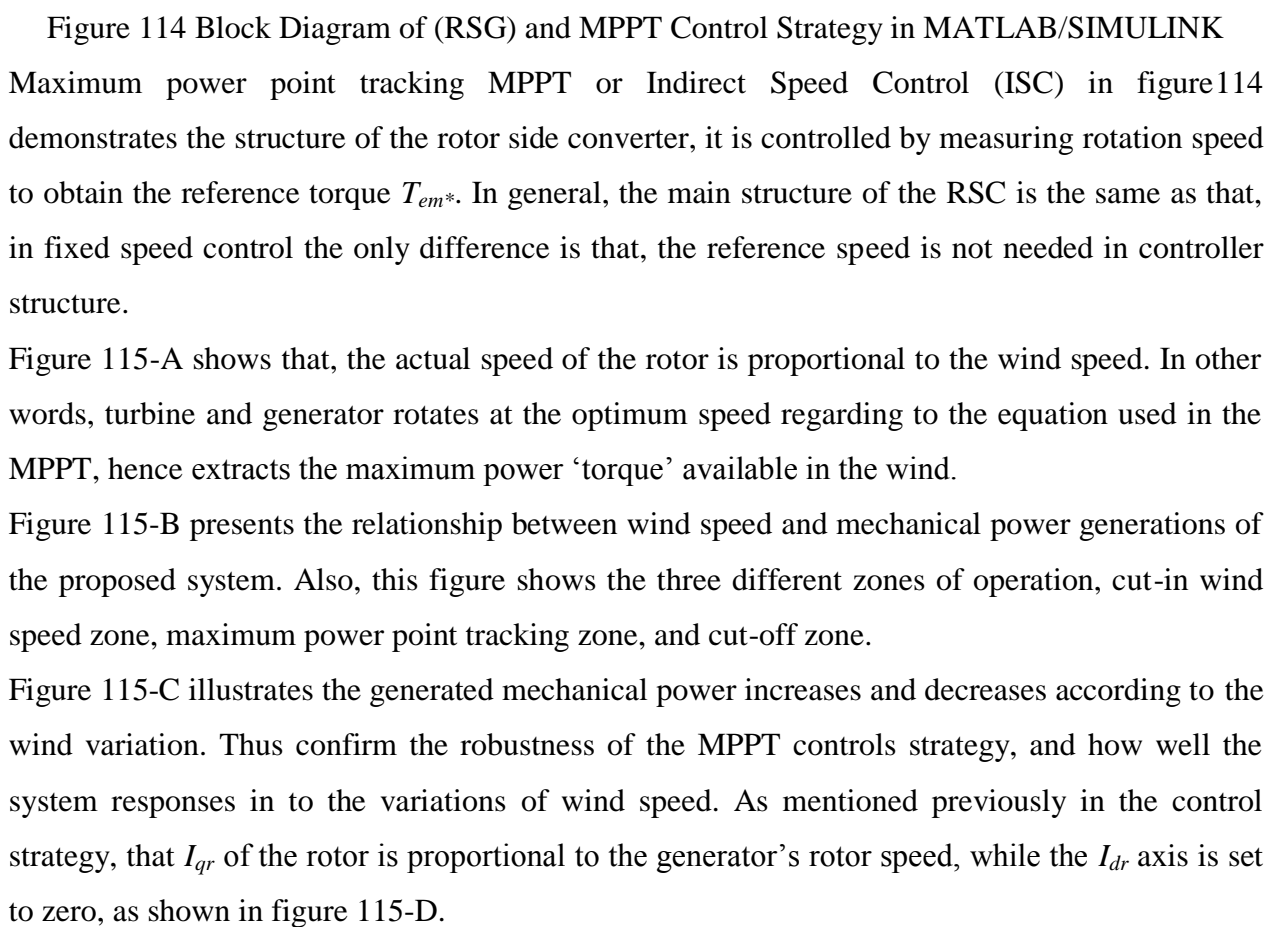 Figure 114 Block Diagram of (RSG) and MPPT Control Strategy in MATLAB/SIMULINK
Maximum power point tracking MPPT or Indirect Speed Control (ISC) in figure114
demonstrates the structure of the rotor side converter, it is controlled by measuring rotation speed
to obtain the reference torque Tem*. In general, the main structure of the RSC is the same as that,
in fixed speed control the only difference is that, the reference speed is not needed in controller
structure.
Figure 115-A shows that, the actual speed of the rotor is proportional to the wind speed. In other
words, turbine and generator rotates at the optimum speed regarding to the equation used in the
MPPT, hence extracts the maximum power ‘torque’ available in the wind.
Figure 115-B presents the relationship between wind speed and mechanical power generations of
the proposed system. Also, this figure shows the three different zones of operation, cut-in wind
speed zone, maximum power point tracking zone, and cut-off zone.
Figure 115-C illustrates the generated mechanical power increases and decreases according to the
wind variation. Thus confirm the robustness of the MPPT controls strategy, and how well the
system responses in to the variations of wind speed. As mentioned previously in the control
strategy, that Iqr of the rotor is proportional to the generator’s rotor speed, while the Idr axis is set
to zero, as shown in figure 115-D.